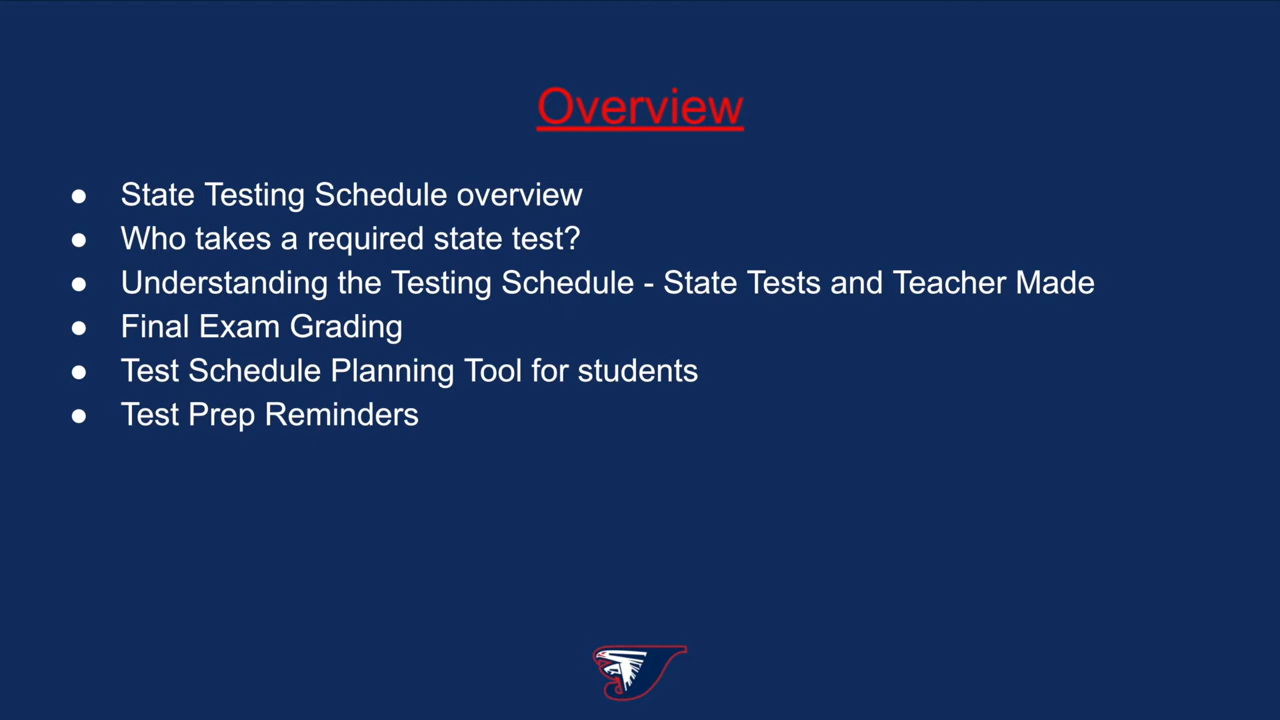 Overview
● State Testing Schedule overview
● Who takes a required state test?
● Understanding the Testing Schedule - State Tests and Teacher Made
● Final Exam Grading
● Test Schedule Planning Tool for students
● Test Prep Reminders